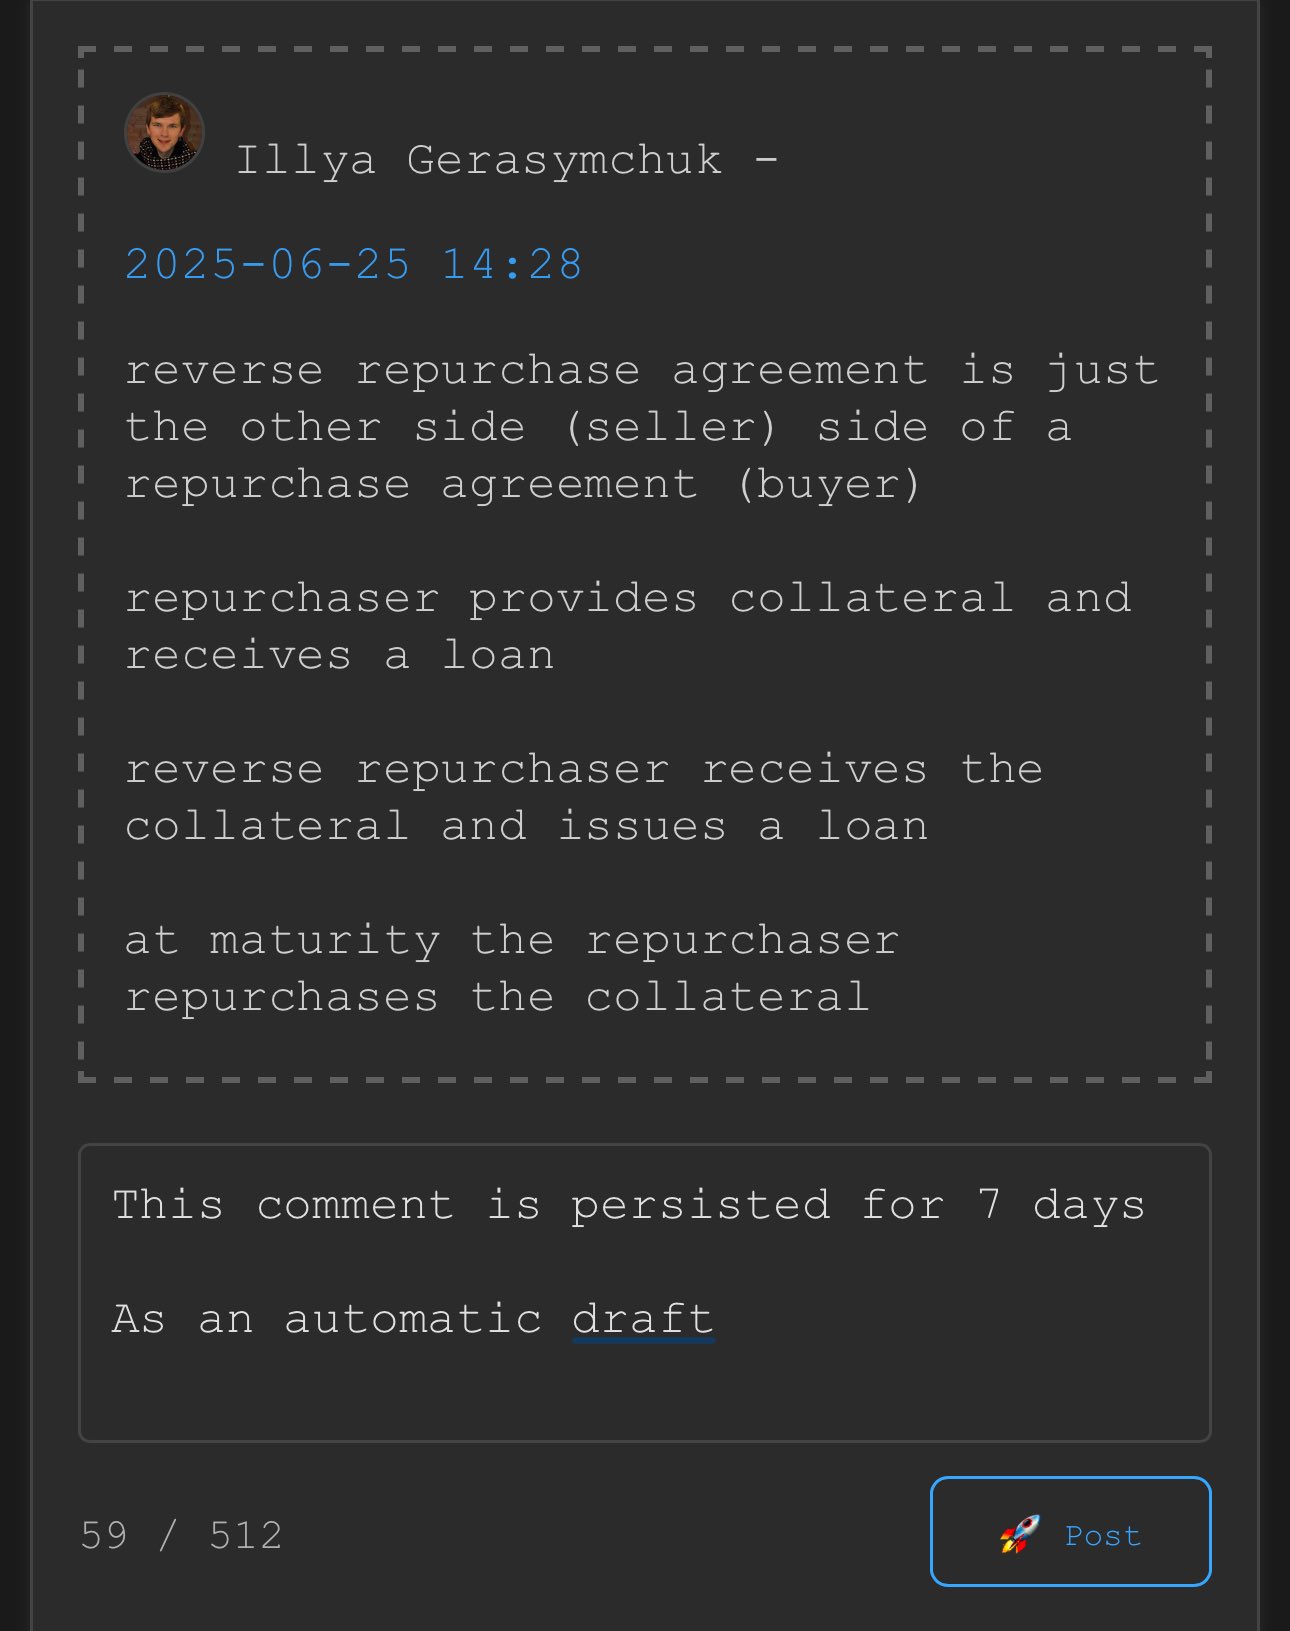 Illya Gerasymchuk -
2025-06-25 14:28
reverse repurchase agreement is just
the other side (seller) side of a
repurchase agreement (buyer)
repurchaser provides collateral and
receives a loan
reverse repurchaser receives the
collateral and issues a loan
at maturity the repurchaser
repurchases the collateral
This comment is persisted for 7 days
As an automatic draft
59 / 512
🚀 Post